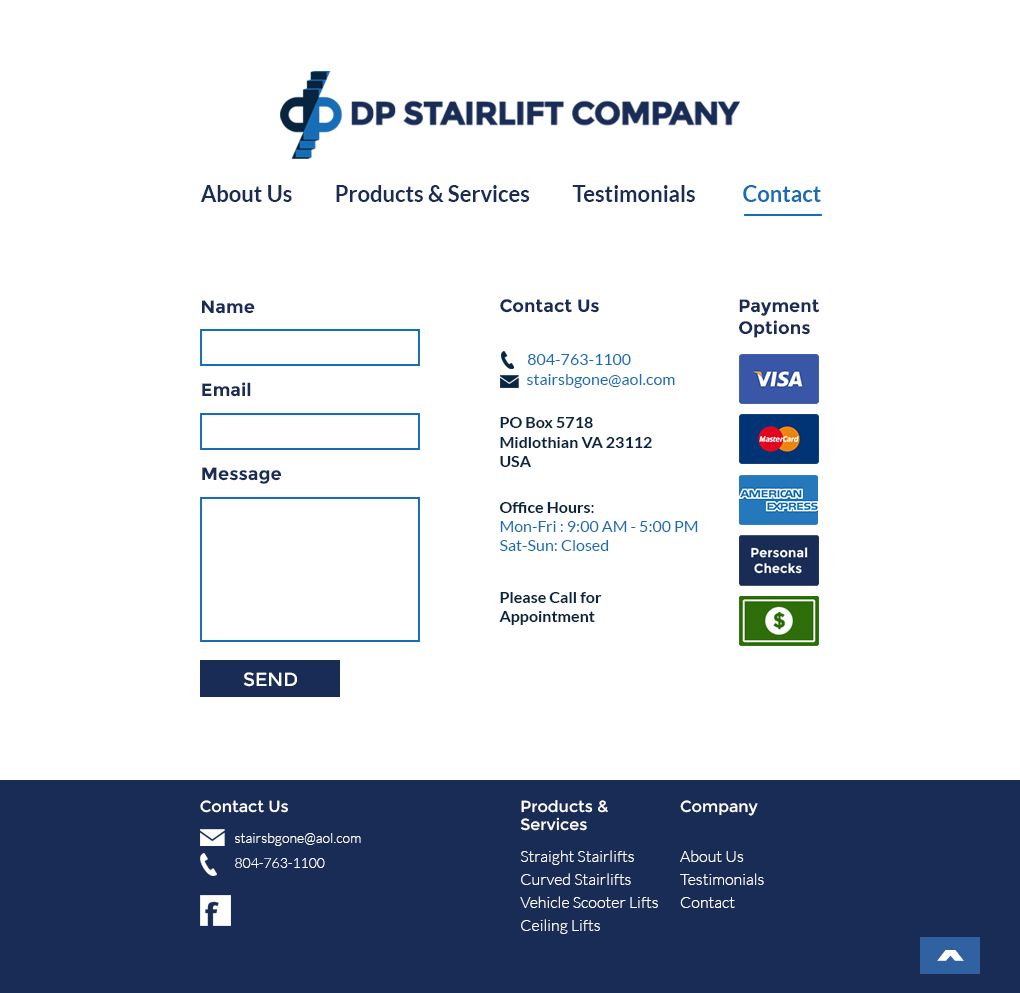 DP STAIRLIFT COMPANY
About Us
Products & Services
Testimonials
Contact
Name
Email
Message
SEND
Contact Us
804-763-1100
stairsbgone@aol.com
PO Box 5718
Midlothian VA 23112
USA
Office Hours:
Mon-Fri : 9:00 AM - 5:00 PM
Sat-Sun: Closed
Please Call for
Appointment
Payment
Options
VISA
MasterCard
AMERICAN
EXPRESS
Personal
Checks
$
Contact Us
stairsbgone@aol.com
804-763-1100
f
Products &
Services
Straight Stairlifts
Curved Stairlifts
Vehicle Scooter Lifts
Ceiling Lifts
Company
About Us
Testimonials
Contact